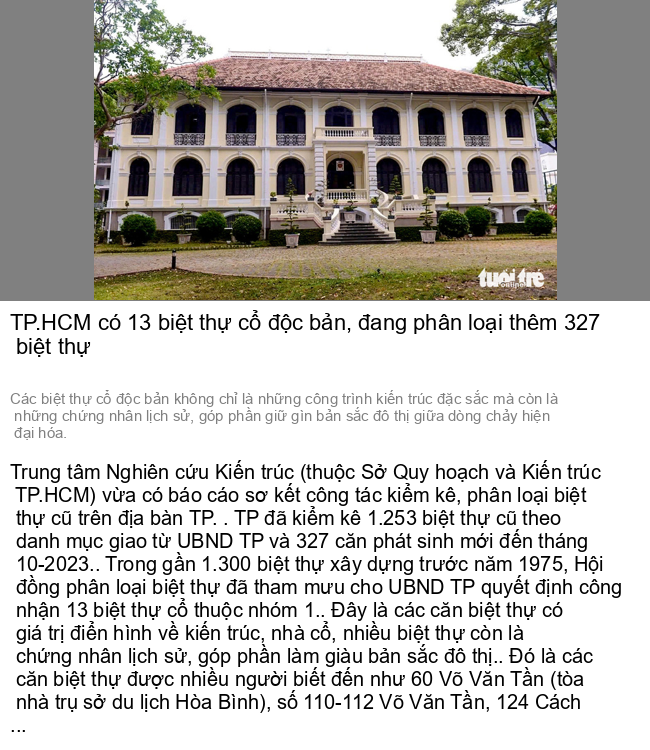 tuổi trẻ
online
TP.HCM có 13 biệt thự cổ độc bản, đang phân loại thêm 327
biệt thự
Các biệt thự cổ độc bản không chỉ là những công trình kiến trúc đặc sắc mà còn là
những chứng nhân lịch sử, góp phần giữ gìn bản sắc đô thị giữa dòng chảy hiện
đại hóa.
Trung tâm Nghiên cứu Kiến trúc (thuộc Sở Quy hoạch và Kiến trúc
TP.HCM) vừa có báo cáo sơ kết công tác kiểm kê, phân loại biệt
thự cũ trên địa bàn TP. . TP đã kiểm kê 1.253 biệt thự cũ theo
danh mục giao từ UBND TP và 327 căn phát sinh mới đến tháng
10-2023.. Trong gần 1.300 biệt thự xây dựng trước năm 1975, Hội
đồng phân loại biệt thự đã tham mưu cho UBND TP quyết định công
nhận 13 biệt thự cổ thuộc nhóm 1.. Đây là các căn biệt thự có
giá trị điển hình về kiến trúc, nhà cổ, nhiều biệt thự còn là
chứng nhân lịch sử, góp phần làm giàu bản sắc đô thị.. Đó là các
căn biệt thự được nhiều người biết đến như 60 Võ Văn Tần (tòa
nhà trụ sở du lịch Hòa Bình), số 110-112 Võ Văn Tần, 124 Cách
...